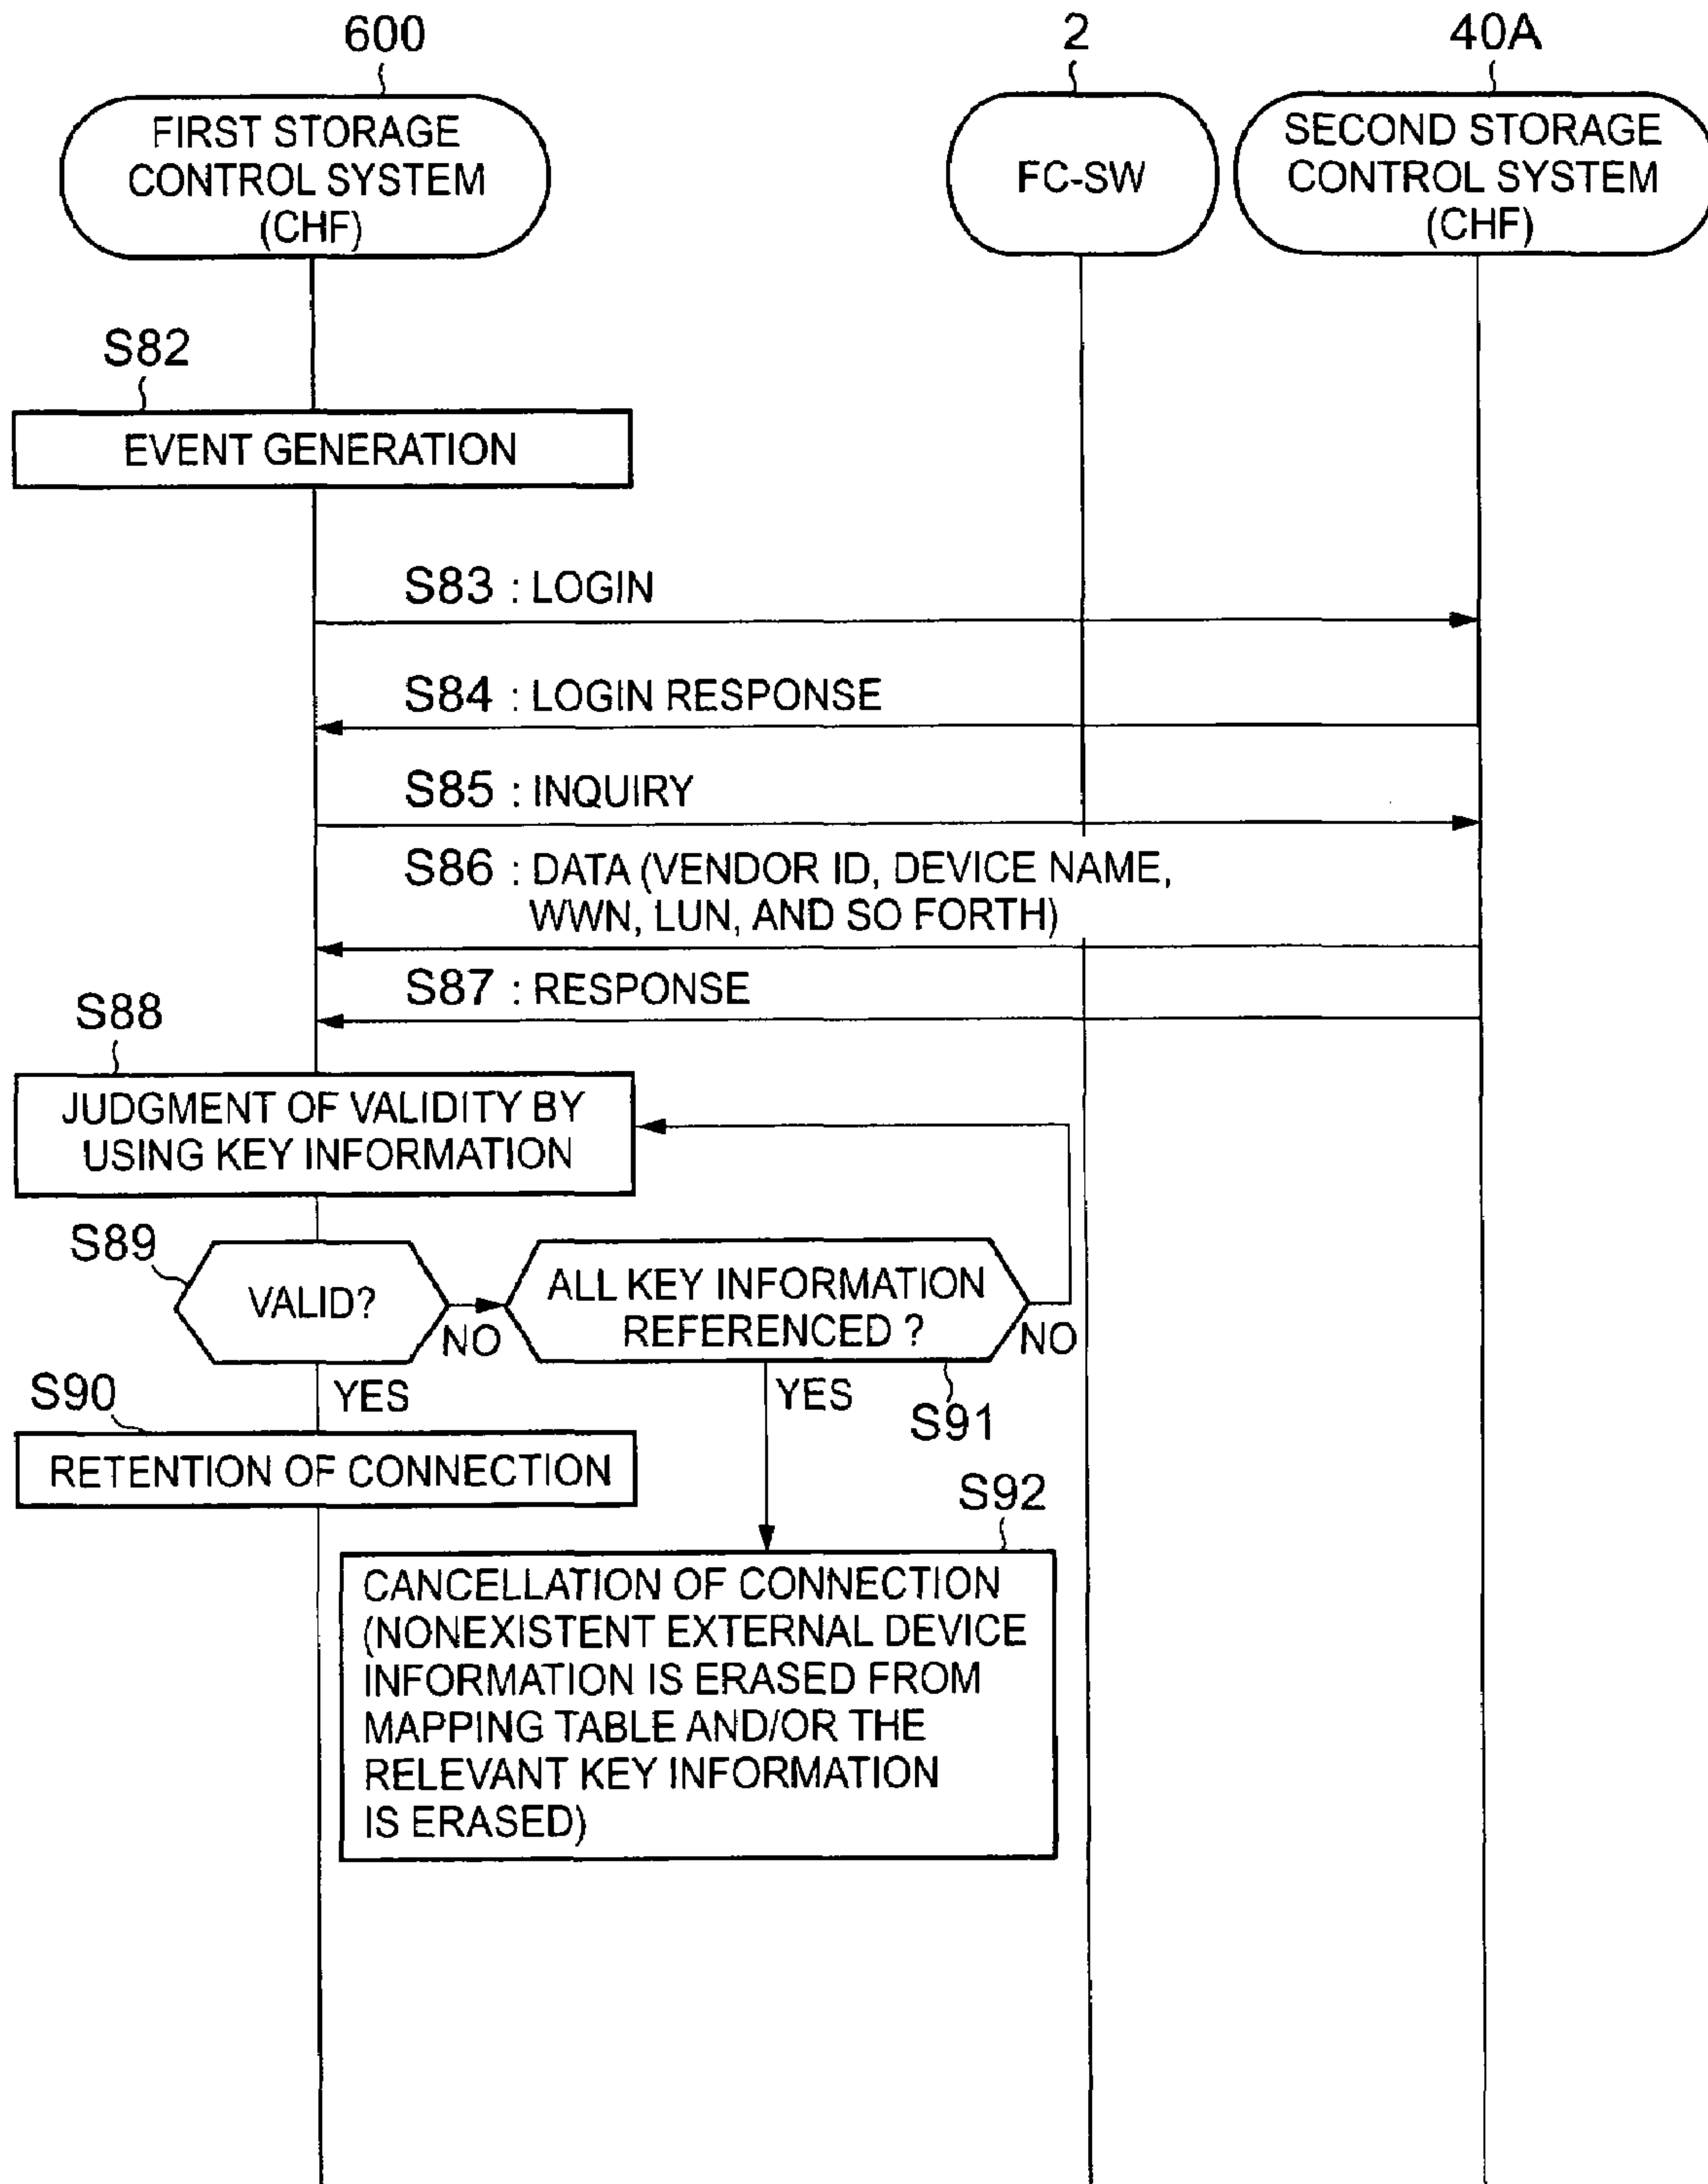 600
2
40A
FIRST STORAGE
CONTROL SYSTEM
(CHF)
FC-SW
SECOND STORAGE
CONTROL SYSTEM
(CHF)
S82
EVENT GENERATION
S83 : LOGIN
S84 : LOGIN RESPONSE
S85 : INQUIRY
S86 : DATA (VENDOR ID, DEVICE NAME,
WWN, LUN, AND SO FORTH)
S87 : RESPONSE
S88
JUDGMENT OF VALIDITY BY
USING KEY INFORMATION
S89
VALID?
NO
ALL KEY INFORMATION
REFERENCED ?
NO
S90
YES
YES
S91
RETENTION OF CONNECTION
S92
CANCELLATION OF CONNECTION
(NONEXISTENT EXTERNAL DEVICE
INFORMATION IS ERASED FROM
MAPPING TABLE AND/OR THE
RELEVANT KEY INFORMATION
IS ERASED)